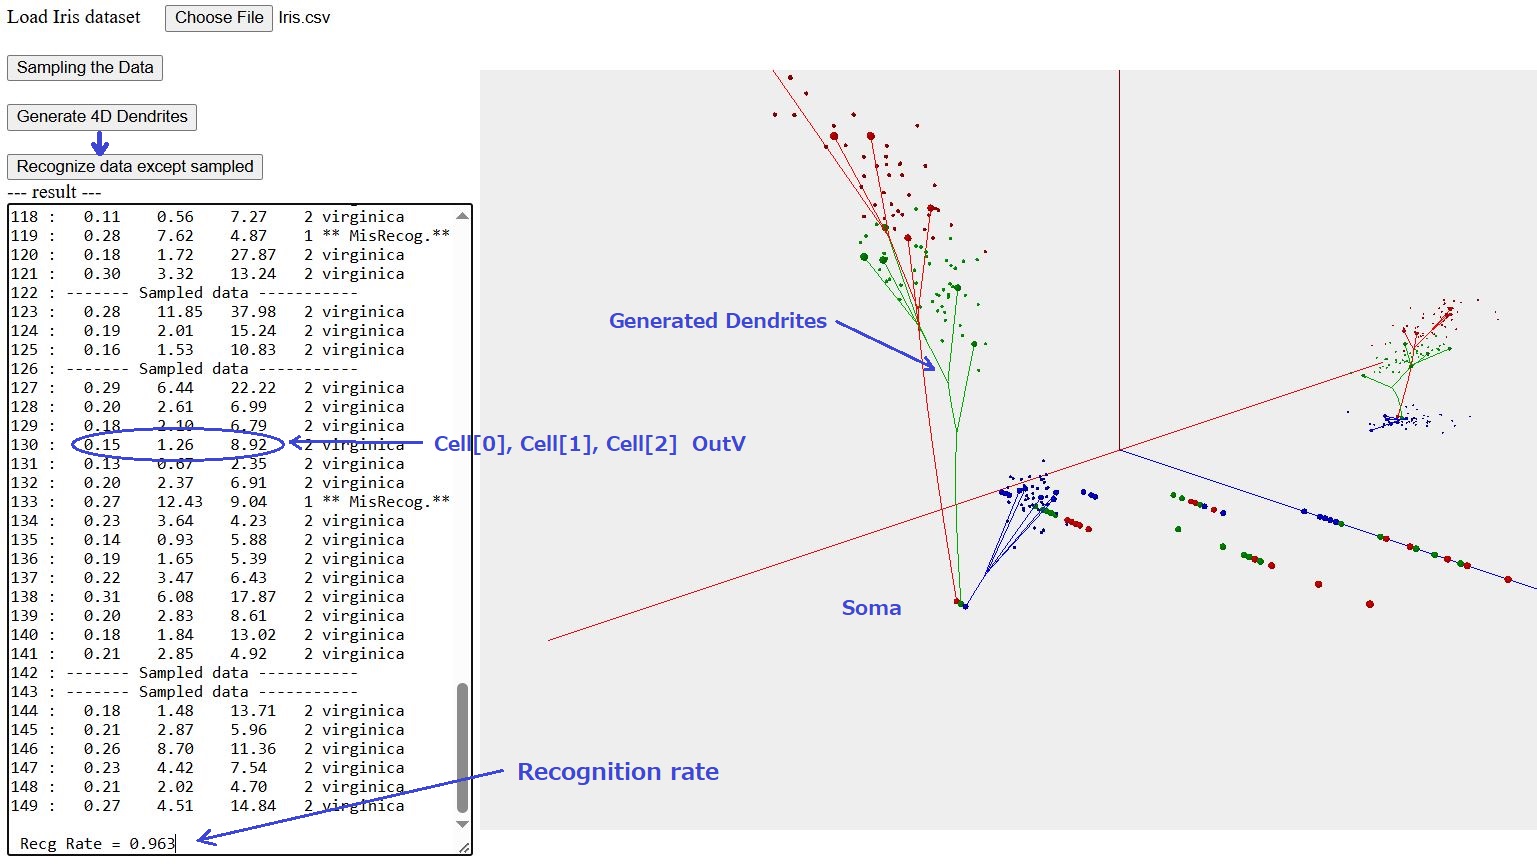 Load Iris dataset Choose File Iris.csv
Sampling the Data
Generate 4D Dendrites
Recognize data except sampled
--- result ---
118 : 0.11 0.56 7.27 2 virginica
119 : 0.28 7.62 4.87 1 ** MisRecog.**
120 : 0.18 1.72 27.87 2 virginica
121 : 0.30 3.32 13.24 2 virginica
122 : ------- Sampled data -----------
123 : 0.28 11.85 37.98 2 virginica
124 : 0.19 2.01 15.24 2 virginica
125 : 0.16 1.53 10.83 2 virginica
126 : ------- Sampled data -----------
127 : 0.29 6.44 22.22 2 virginica
128 : 0.20 2.61 6.99 2 virginica
129 : 0.18 2.10 6.79 2 virginica
130 : 0.15 1.26 8.92 2 virginica
131 : 0.13 0.67 2.35 2 virginica
132 : 0.20 2.37 6.91 2 virginica
133 : 0.27 12.43 9.04 1 ** MisRecog.**
134 : 0.23 3.64 4.23 2 virginica
135 : 0.14 0.93 5.88 2 virginica
136 : 0.19 1.65 5.39 2 virginica
137 : 0.22 3.47 6.43 2 virginica
138 : 0.31 6.08 17.87 2 virginica
139 : 0.20 2.83 8.61 2 virginica
140 : 0.18 1.84 13.02 2 virginica
141 : 0.21 2.85 4.92 2 virginica
142 : ------- Sampled data -----------
143 : ------- Sampled data -----------
144 : 0.18 1.48 13.71 2 virginica
145 : 0.21 2.87 5.96 2 virginica
146 : 0.26 8.70 11.36 2 virginica
147 : 0.23 4.42 7.54 2 virginica
148 : 0.21 2.02 4.70 2 virginica
149 : 0.27 4.51 14.84 2 virginica
Recg Rate = 0.963
Generated Dendrites
Cell[0], Cell[1], Cell[2] OutV
Soma
Recognition rate